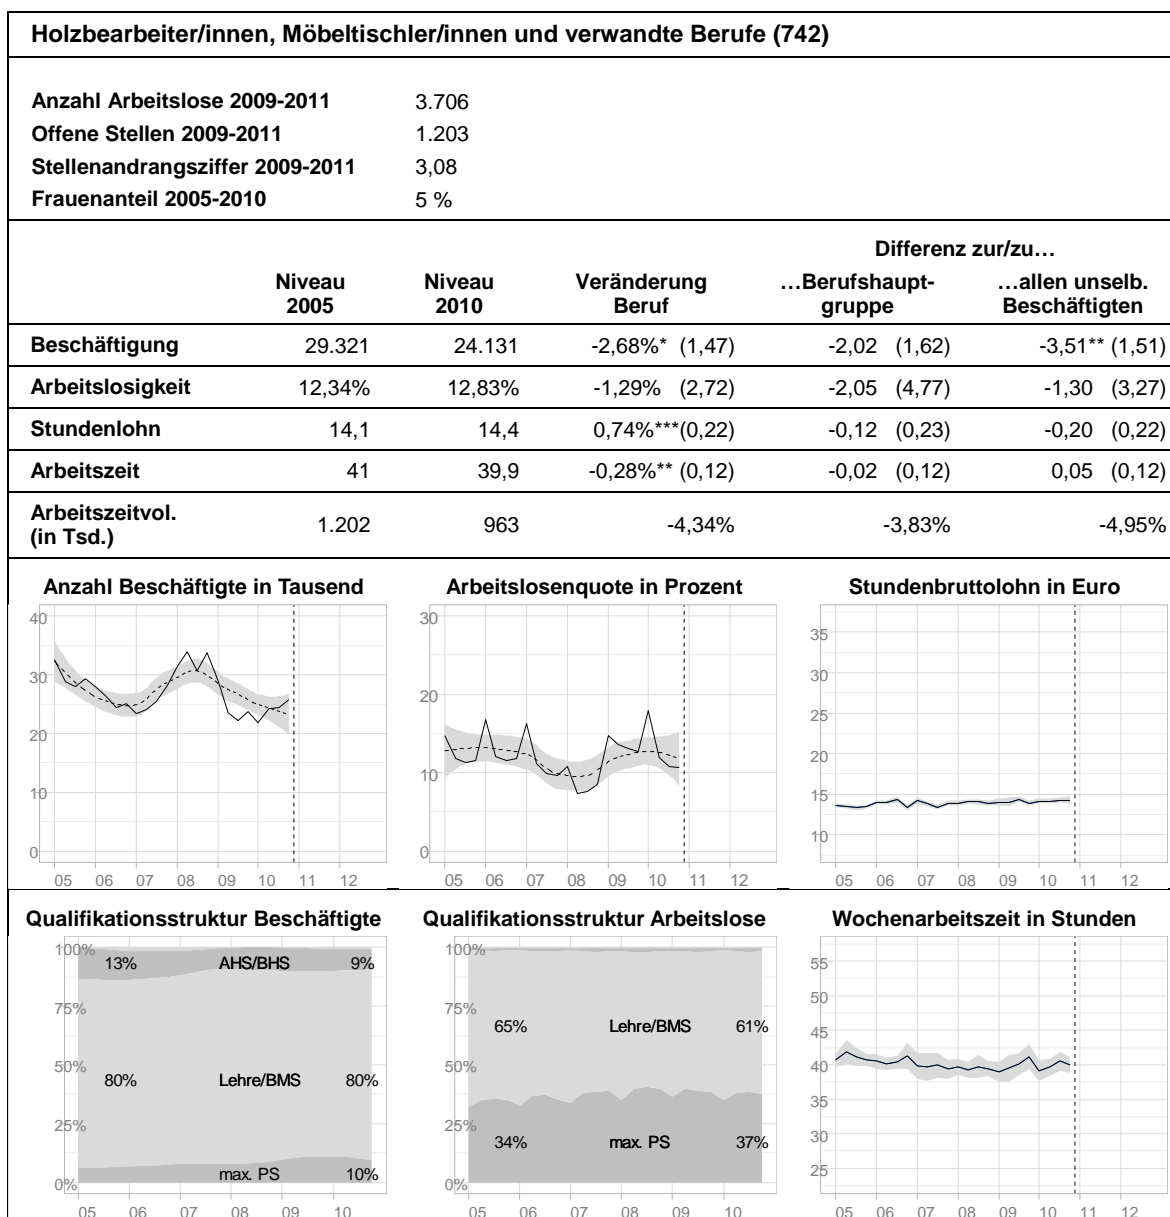 Holzbearbeiter/innen, Möbeltischler/innen und verwandte Berufe (742)
Anzahl Arbeitslose 2009-2011 3.706
Offene Stellen 2009-2011 1.203
Stellenandrangsziffer 2009-2011 3,08
Frauenanteil 2005-2010 5 %
Differenz zur/zu…
Niveau Niveau Veränderung …Berufshaupt- …allen unselb.
2005 2010 Beruf gruppe Beschäftigten
Beschäftigung 29.321 24.131 -2,68%* (1,47) -2,02 (1,62) -3,51** (1,51)
Arbeitslosigkeit 12,34% 12,83% -1,29% (2,72) -2,05 (4,77) -1,30 (3,27)
Stundenlohn 14,1 14,4 0,74%***(0,22) -0,12 (0,23) -0,20 (0,22)
Arbeitszeit 41 39,9 -0,28%** (0,12) -0,02 (0,12) 0,05 (0,12)
Arbeitszeitvol.
(in Tsd.) 1.202 963 -4,34% -3,83% -4,95%
Anzahl Beschäftigte in Tausend
40
30
20
10
0
05 06 07 08 09 10 11 12
Arbeitslosenquote in Prozent
30
20
10
0
05 06 07 08 09 10 11 12
Stundenbruttolohn in Euro
35
30
25
20
15
10
05 06 07 08 09 10 11 12
Qualifikationsstruktur Beschäftigte
100%
13% AHS/BHS 9%
75%
50%
80% Lehre/BMS 80%
25%
max. PS 10%
0%
05 06 07 08 09 10
Qualifikationsstruktur Arbeitslose
100%
75%
65% Lehre/BMS 61%
50%
25%
34% max. PS 37%
0%
05 06 07 08 09 10
Wochenarbeitszeit in Stunden
55
50
45
40
35
30
25
05 06 07 08 09 10 11 12